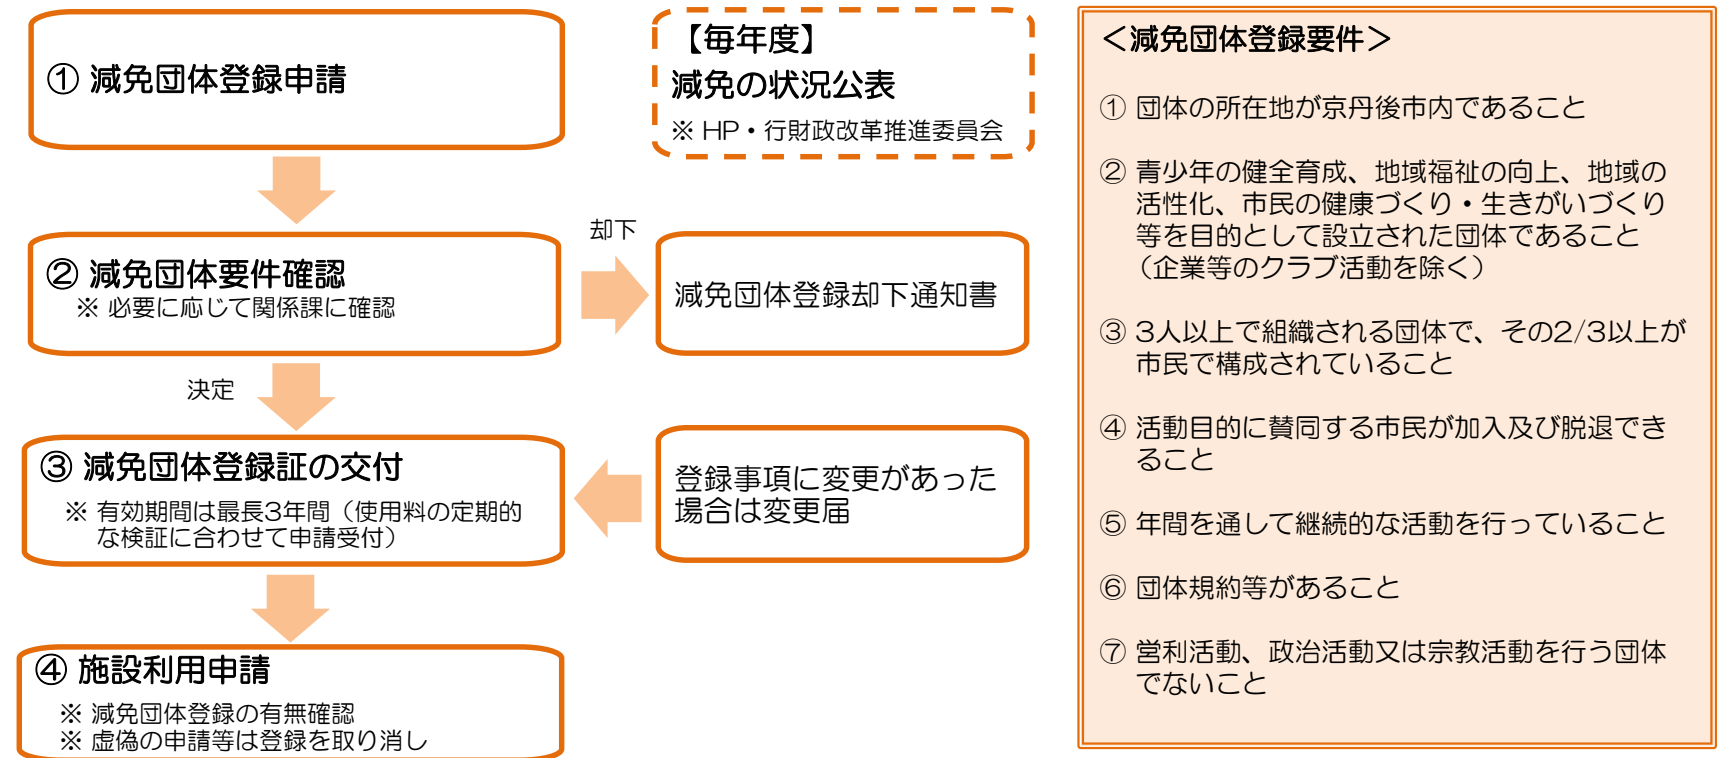 ① 減免団体登録申請
【毎年度】
減免の状況公表
※ HP・行財政改革推進委員会
② 減免団体要件確認
※ 必要に応じて関係課に確認
却下
減免団体登録却下通知書
決定
③ 減免団体登録証の交付
※ 有効期間は最長3年間（使用料の定期的
な検証に合わせて申請受付）
登録事項に変更があった
場合は変更届
④ 施設利用申請
※ 減免団体登録の有無確認
※ 虚偽の申請等は登録を取り消し
＜減免団体登録要件＞
① 団体の所在地が京丹後市内であること
② 青少年の健全育成、地域福祉の向上、地域の
活性化、市民の健康づくり・生きがいづくり
等を目的として設立された団体であること
（企業等のクラブ活動を除く）
③ 3人以上で組織される団体で、その2/3以上が
市民で構成されていること
④ 活動目的に賛同する市民が加入及び脱退でき
ること
⑤ 年間を通して継続的な活動を行っていること
⑥ 団体規約等があること
⑦ 営利活動、政治活動又は宗教活動を行う団体
でないこと